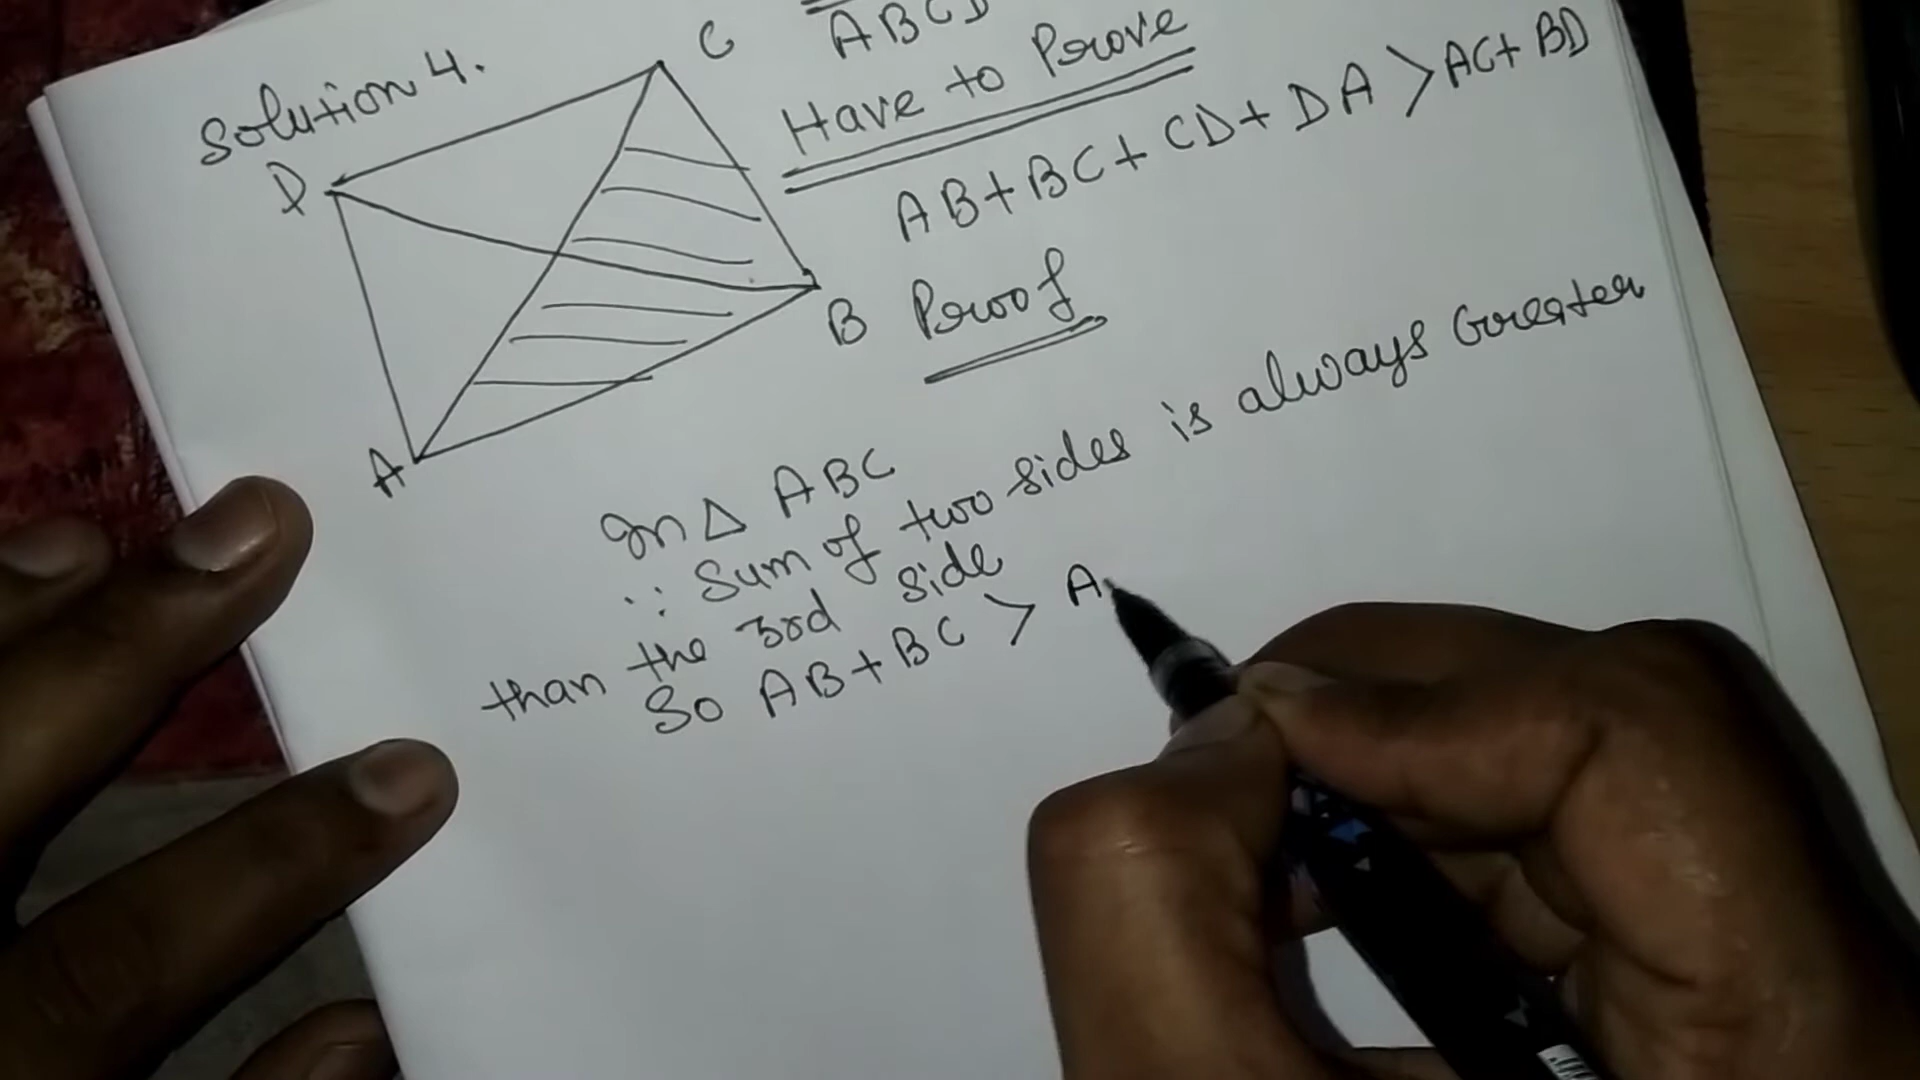 Solution 4.
ABCD
Have to Prove
AB+BC+CD+DA>AC+BD
D
C
A
B
Proof
In △ ABC
∵ Sum of two sides is always Greater
than the 3rd side
So AB+BC > A